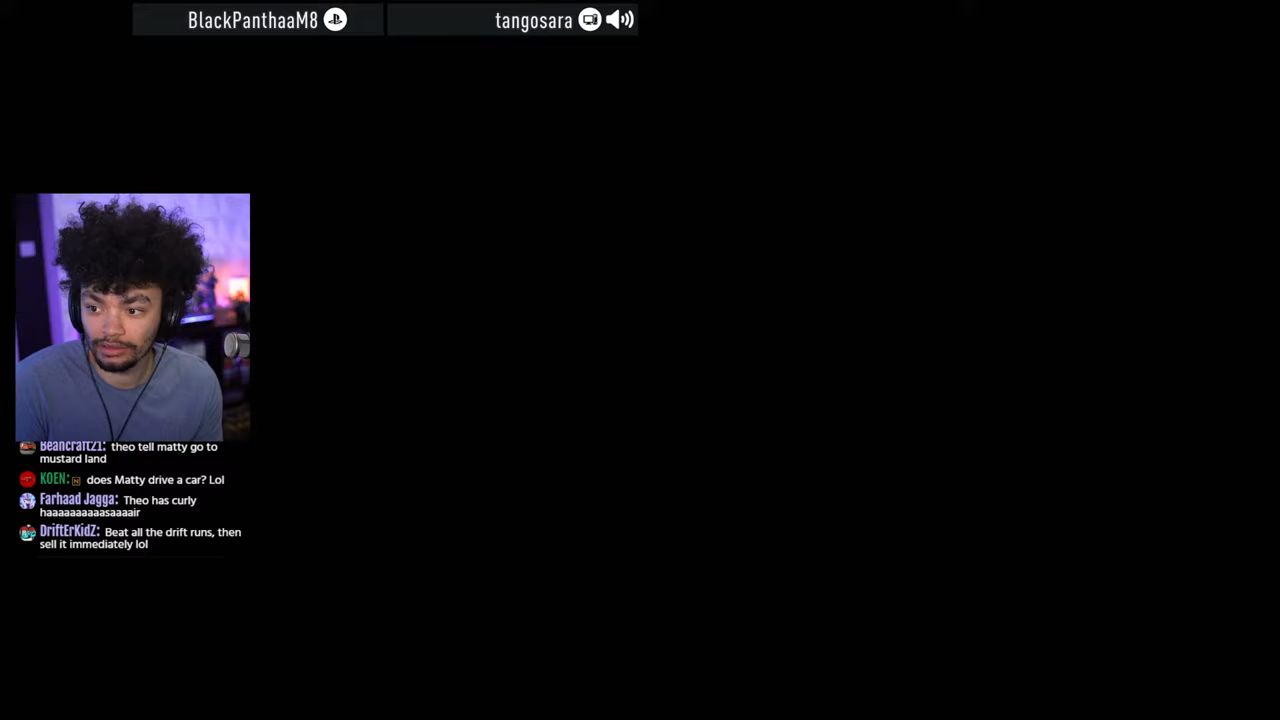 BlackPanthaaM8
tangosara
Beancraft21: theo tell matty go to
mustard land
KOEN: N does Matty drive a car? Lol
Farhaad Jagga: Theo has curly
haaaaaaaaasaaaair
DriftErKidZ: Beat all the drift runs, then
sell it immediately lol